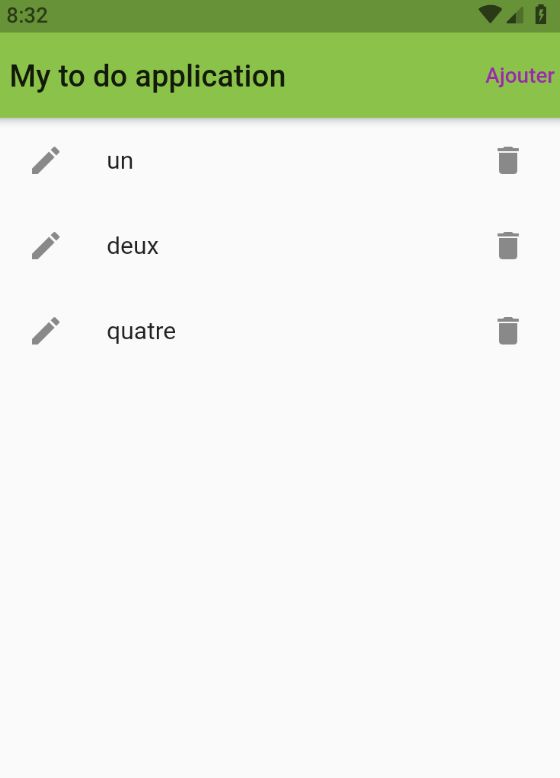 8:32
My to do application
Ajouter
un
deux
quatre